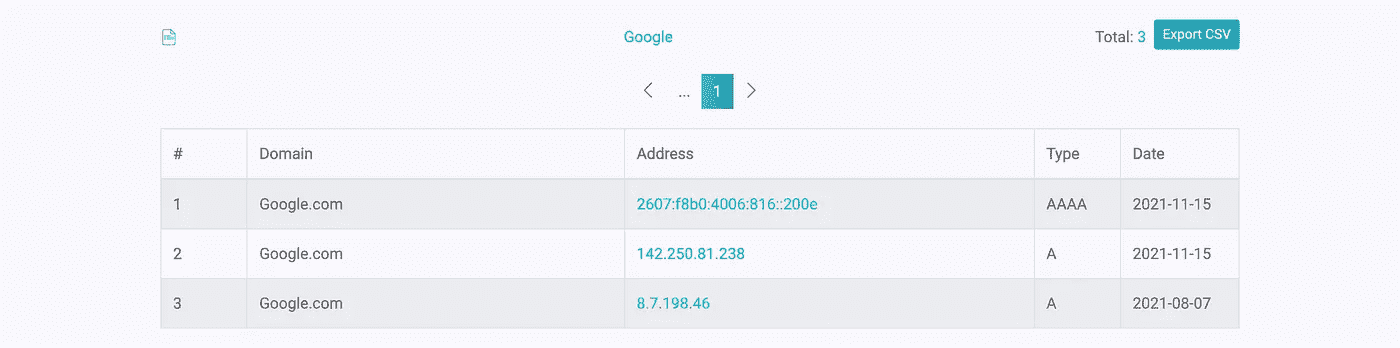 Google Total: 3 Export CSV
... 1
# Domain Address Type Date
1 Google.com 2607:f8b0:4006:816::200e AAAA 2021-11-15
2 Google.com 142.250.81.238 A 2021-11-15
3 Google.com 8.7.198.46 A 2021-08-07